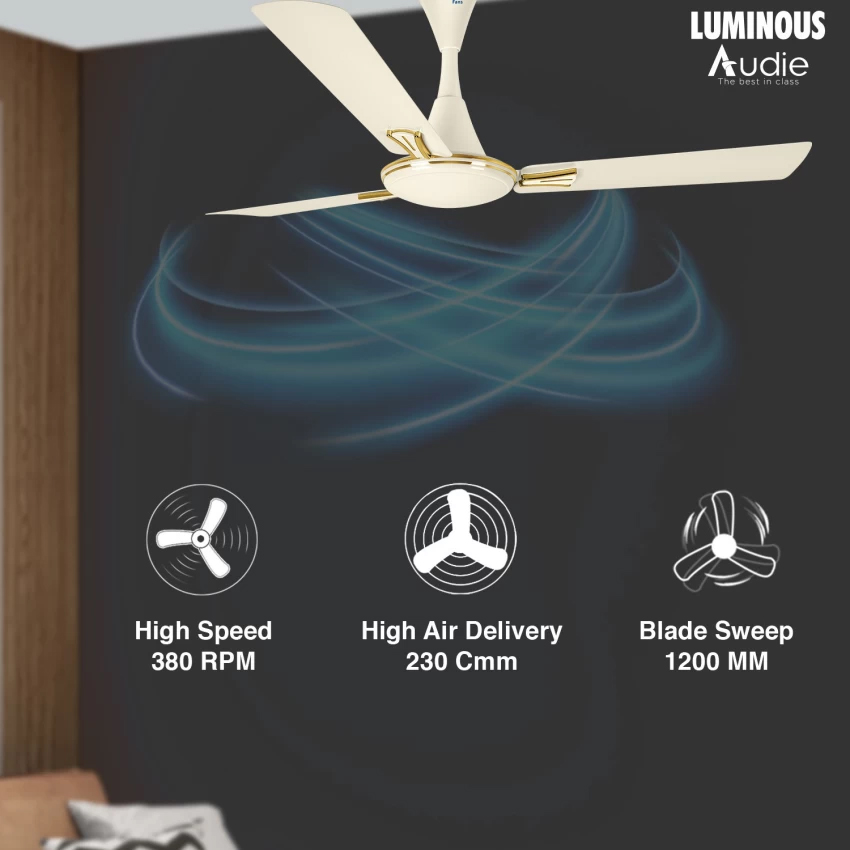 Fans
LUMINOUS
Audie
The best in class
High Speed
380 RPM
High Air Delivery
230 Cmm
Blade Sweep
1200 MM